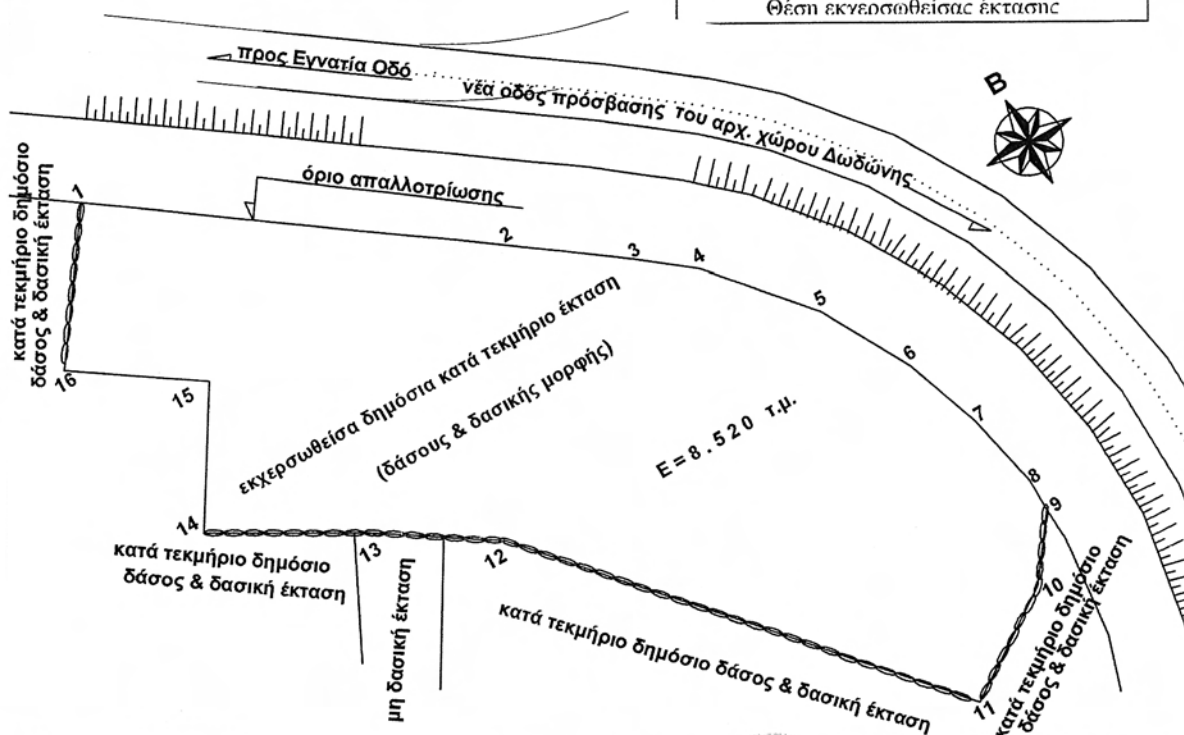 Θέση εκχερσωθείσας έκτασης
προς Εγνατία Οδό
νέα οδός πρόσβασης του αρχ. χώρου Δωδώνης
Β
κατά τεκμήριο δημόσιο
δάσος & δασική έκταση
όριο απαλλοτρίωσης
1
2
3
4
5
6
7
8
9
10
11
12
13
14
15
16
εκχερσωθείσα δημόσια κατά τεκμήριο έκταση
(δάσους & δασικής μορφής)
Ε = 8 . 520 τ.μ.
κατά τεκμήριο δημόσιο
δάσος & δασική έκταση
μη δασική έκταση
κατά τεκμήριο δημόσιο δάσος & δασική έκταση
κατά τεκμήριο δημόσιο
δάσος & δασική έκταση